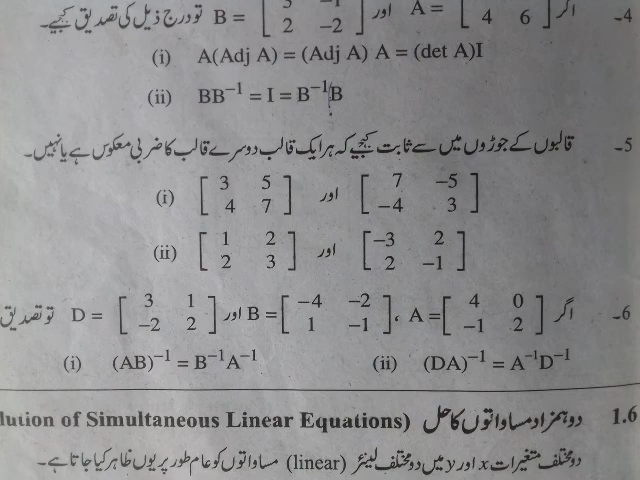 4- اگر A = [ 4 6 ] اور B = [ 3 -1 2 -2 ] تو درج ذیل کی تصدیق کیجیے۔
(i) A(Adj A) = (Adj A) A = (det A)I
(ii) BB⁻¹ = I = B⁻¹B
5- قالبوں کے جوڑوں میں سے ثابت کیجیے کہ ہر ایک قالب دوسرے قالب کا ضربی معکوس ہے یا نہیں۔
(i) [ 3 5 4 7 ] اور [ 7 -5 -4 3 ]
(ii) [ 1 2 2 3 ] اور [ -3 2 2 -1 ]
6- اگر A = [ 4 0 -1 2 ] ، B = [ -4 -2 1 -1 ] اور D = [ 3 1 -2 2 ] تو تصدیق
(i) (AB)⁻¹ = B⁻¹A⁻¹ (ii) (DA)⁻¹ = A⁻¹D⁻¹
1.6 دو ہمزاد مساواتوں کا حل (lution of Simultaneous Linear Equations)
دو مختلف متغیرات x اور y میں دو مختلف لینئر (linear) مساواتوں کو عام طور پر یوں ظاہر کیا جاتا ہے۔